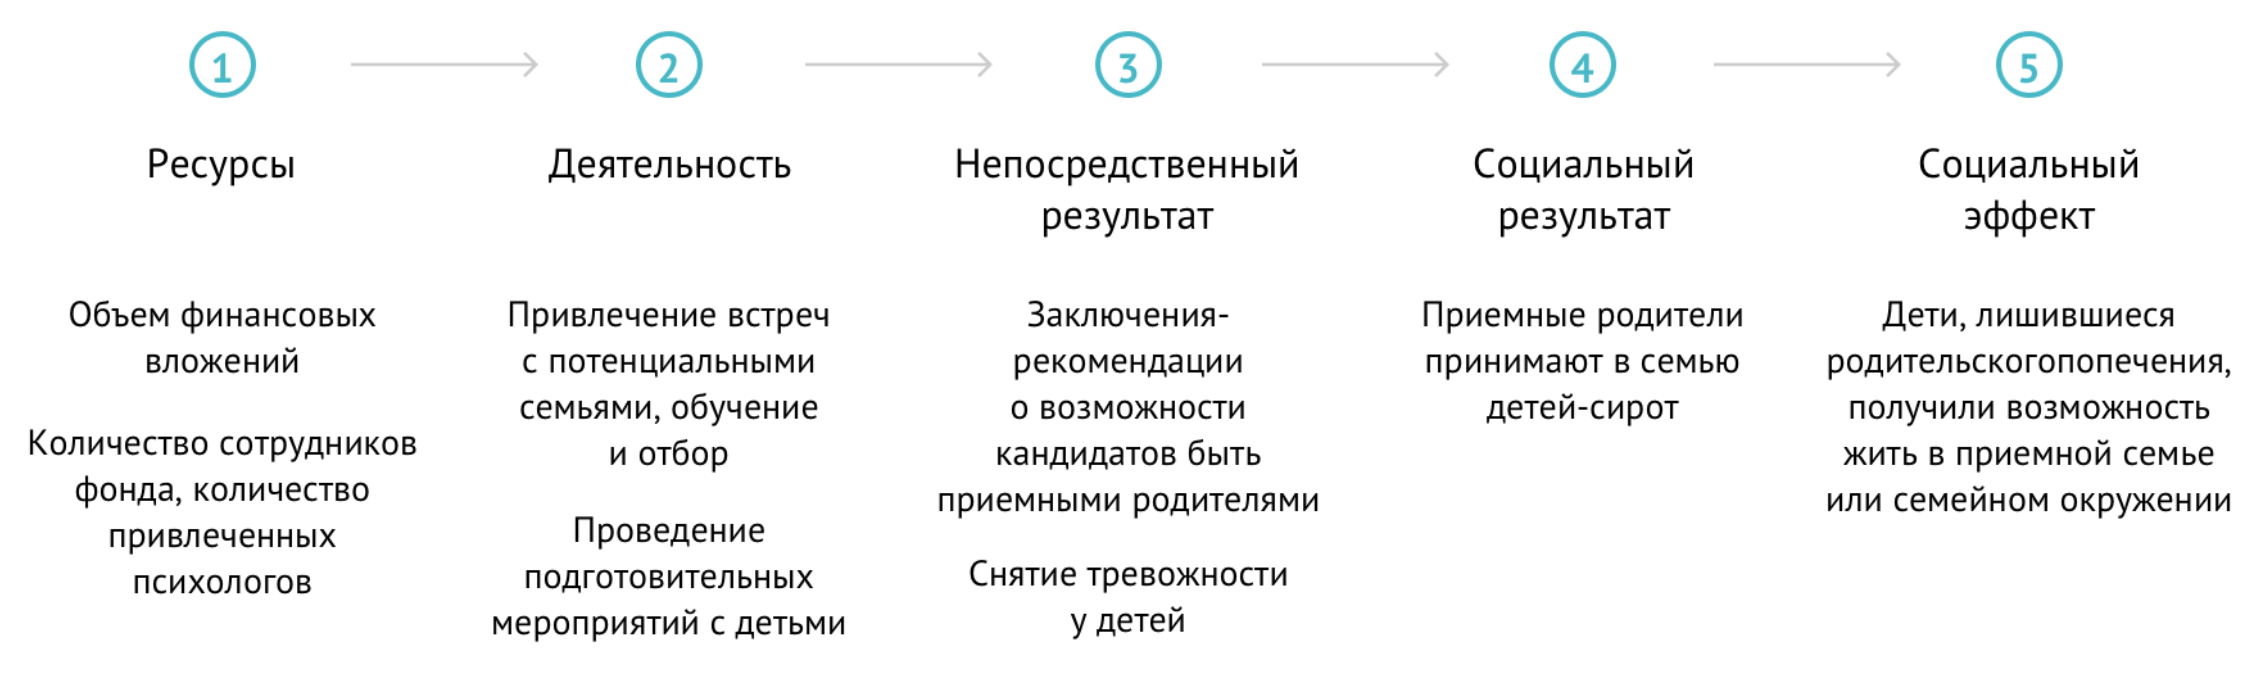 1
2
3
4
5
Ресурсы
Деятельность
Непосредственный
результат
Социальный
результат
Социальный
эффект
Объем финансовых
вложений
Количество сотрудников
фонда, количество
привлеченных
психологов
Привлечение встреч
с потенциальными
семьями, обучение
и отбор
Проведение
подготовительных
мероприятий с детьми
Заключения-
рекомендации
о возможности
кандидатов быть
приемными родителями
Снятие тревожности
у детей
Приемные родители
принимают в семью
детей-сирот
Дети, лишившиеся
родительскогопопечения,
получили возможность
жить в приемной семье
или семейном окружении